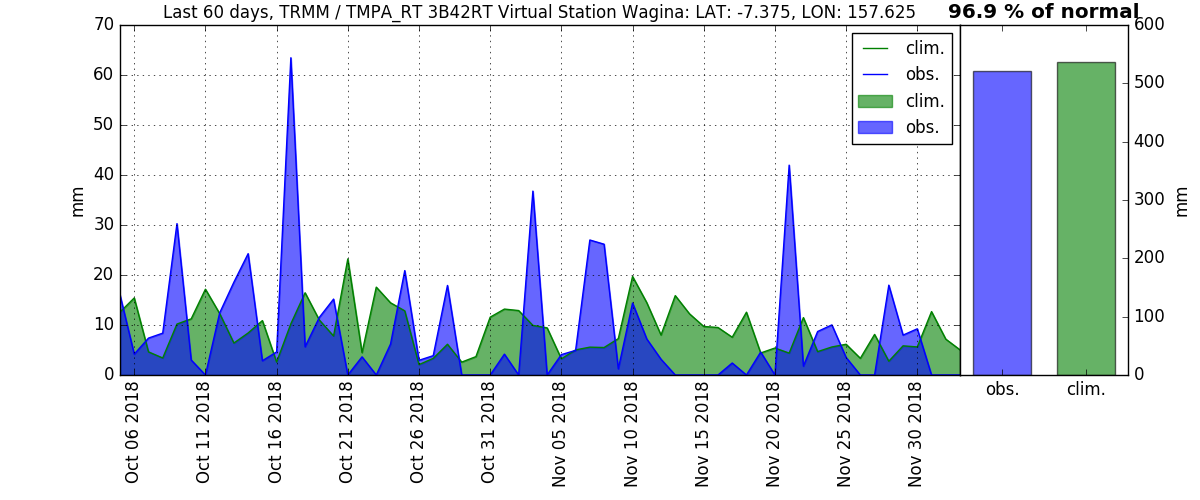 Last 60 days, TRMM / TMPA_RT 3B42RT Virtual Station Wagina: LAT: -7.375, LON: 157.625
96.9 % of normal
70
60
50
40
30
20
10
0
mm
clim.
obs.
clim.
obs.
Oct 06 2018
Oct 11 2018
Oct 16 2018
Oct 21 2018
Oct 26 2018
Oct 31 2018
Nov 05 2018
Nov 10 2018
Nov 15 2018
Nov 20 2018
Nov 25 2018
Nov 30 2018
600
500
400
300
200
100
0
mm
obs.
clim.